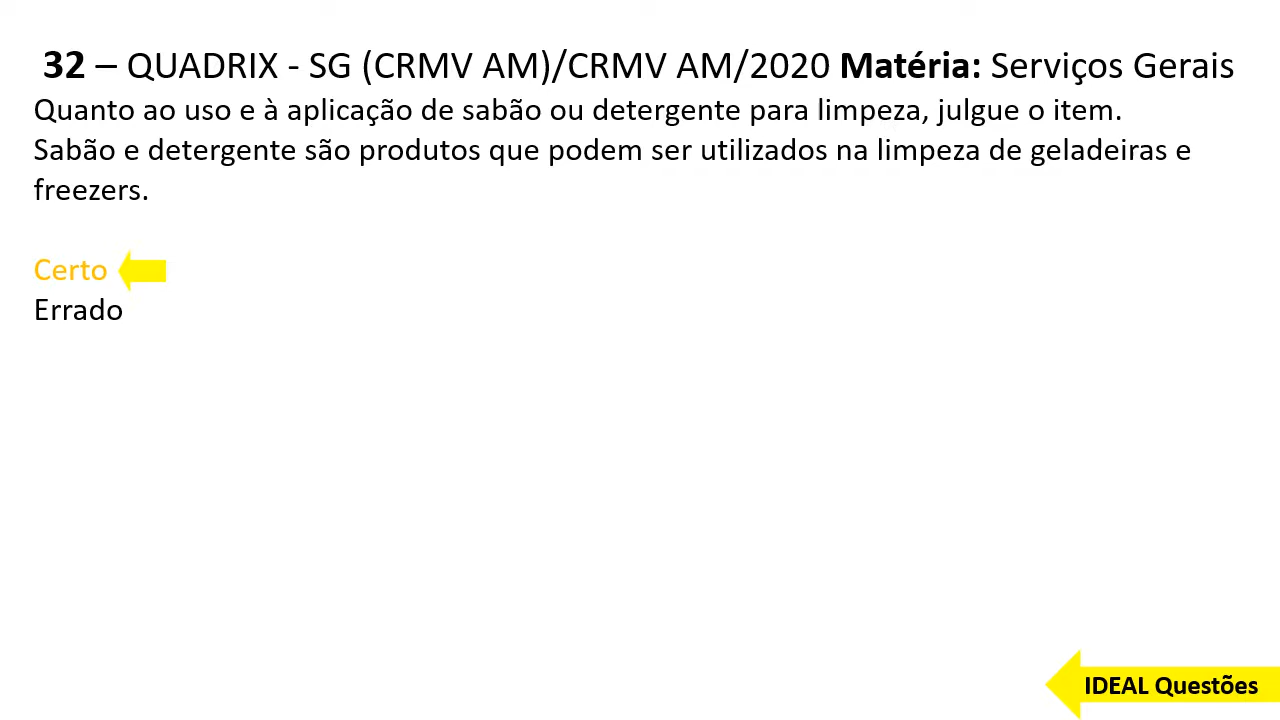 32 – QUADRIX - SG (CRMV AM)/CRMV AM/2020 Matéria: Serviços Gerais
Quanto ao uso e à aplicação de sabão ou detergente para limpeza, julgue o item.
Sabão e detergente são produtos que podem ser utilizados na limpeza de geladeiras e
freezers.
Certo
Errado
IDEAL Questões